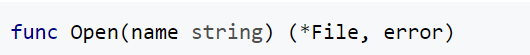 func Open(name string) (*File, error)